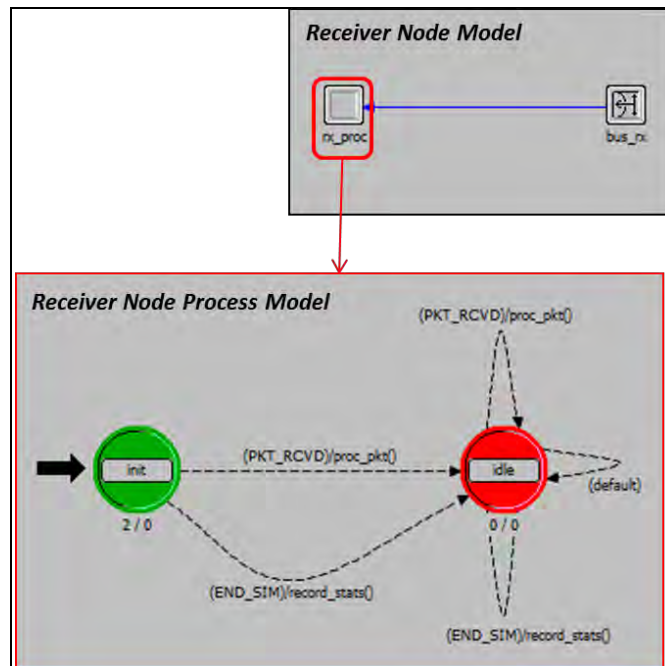 Receiver Node Model
rx_proc
bus_rx
Receiver Node Process Model
(PKT_RCVD)/proc_pkt()
(PKT_RCVD)/proc_pkt()
init
idle
(default)
2 / 0
0 / 0
(END_SIM)/record_stats()
(END_SIM)/record_stats()